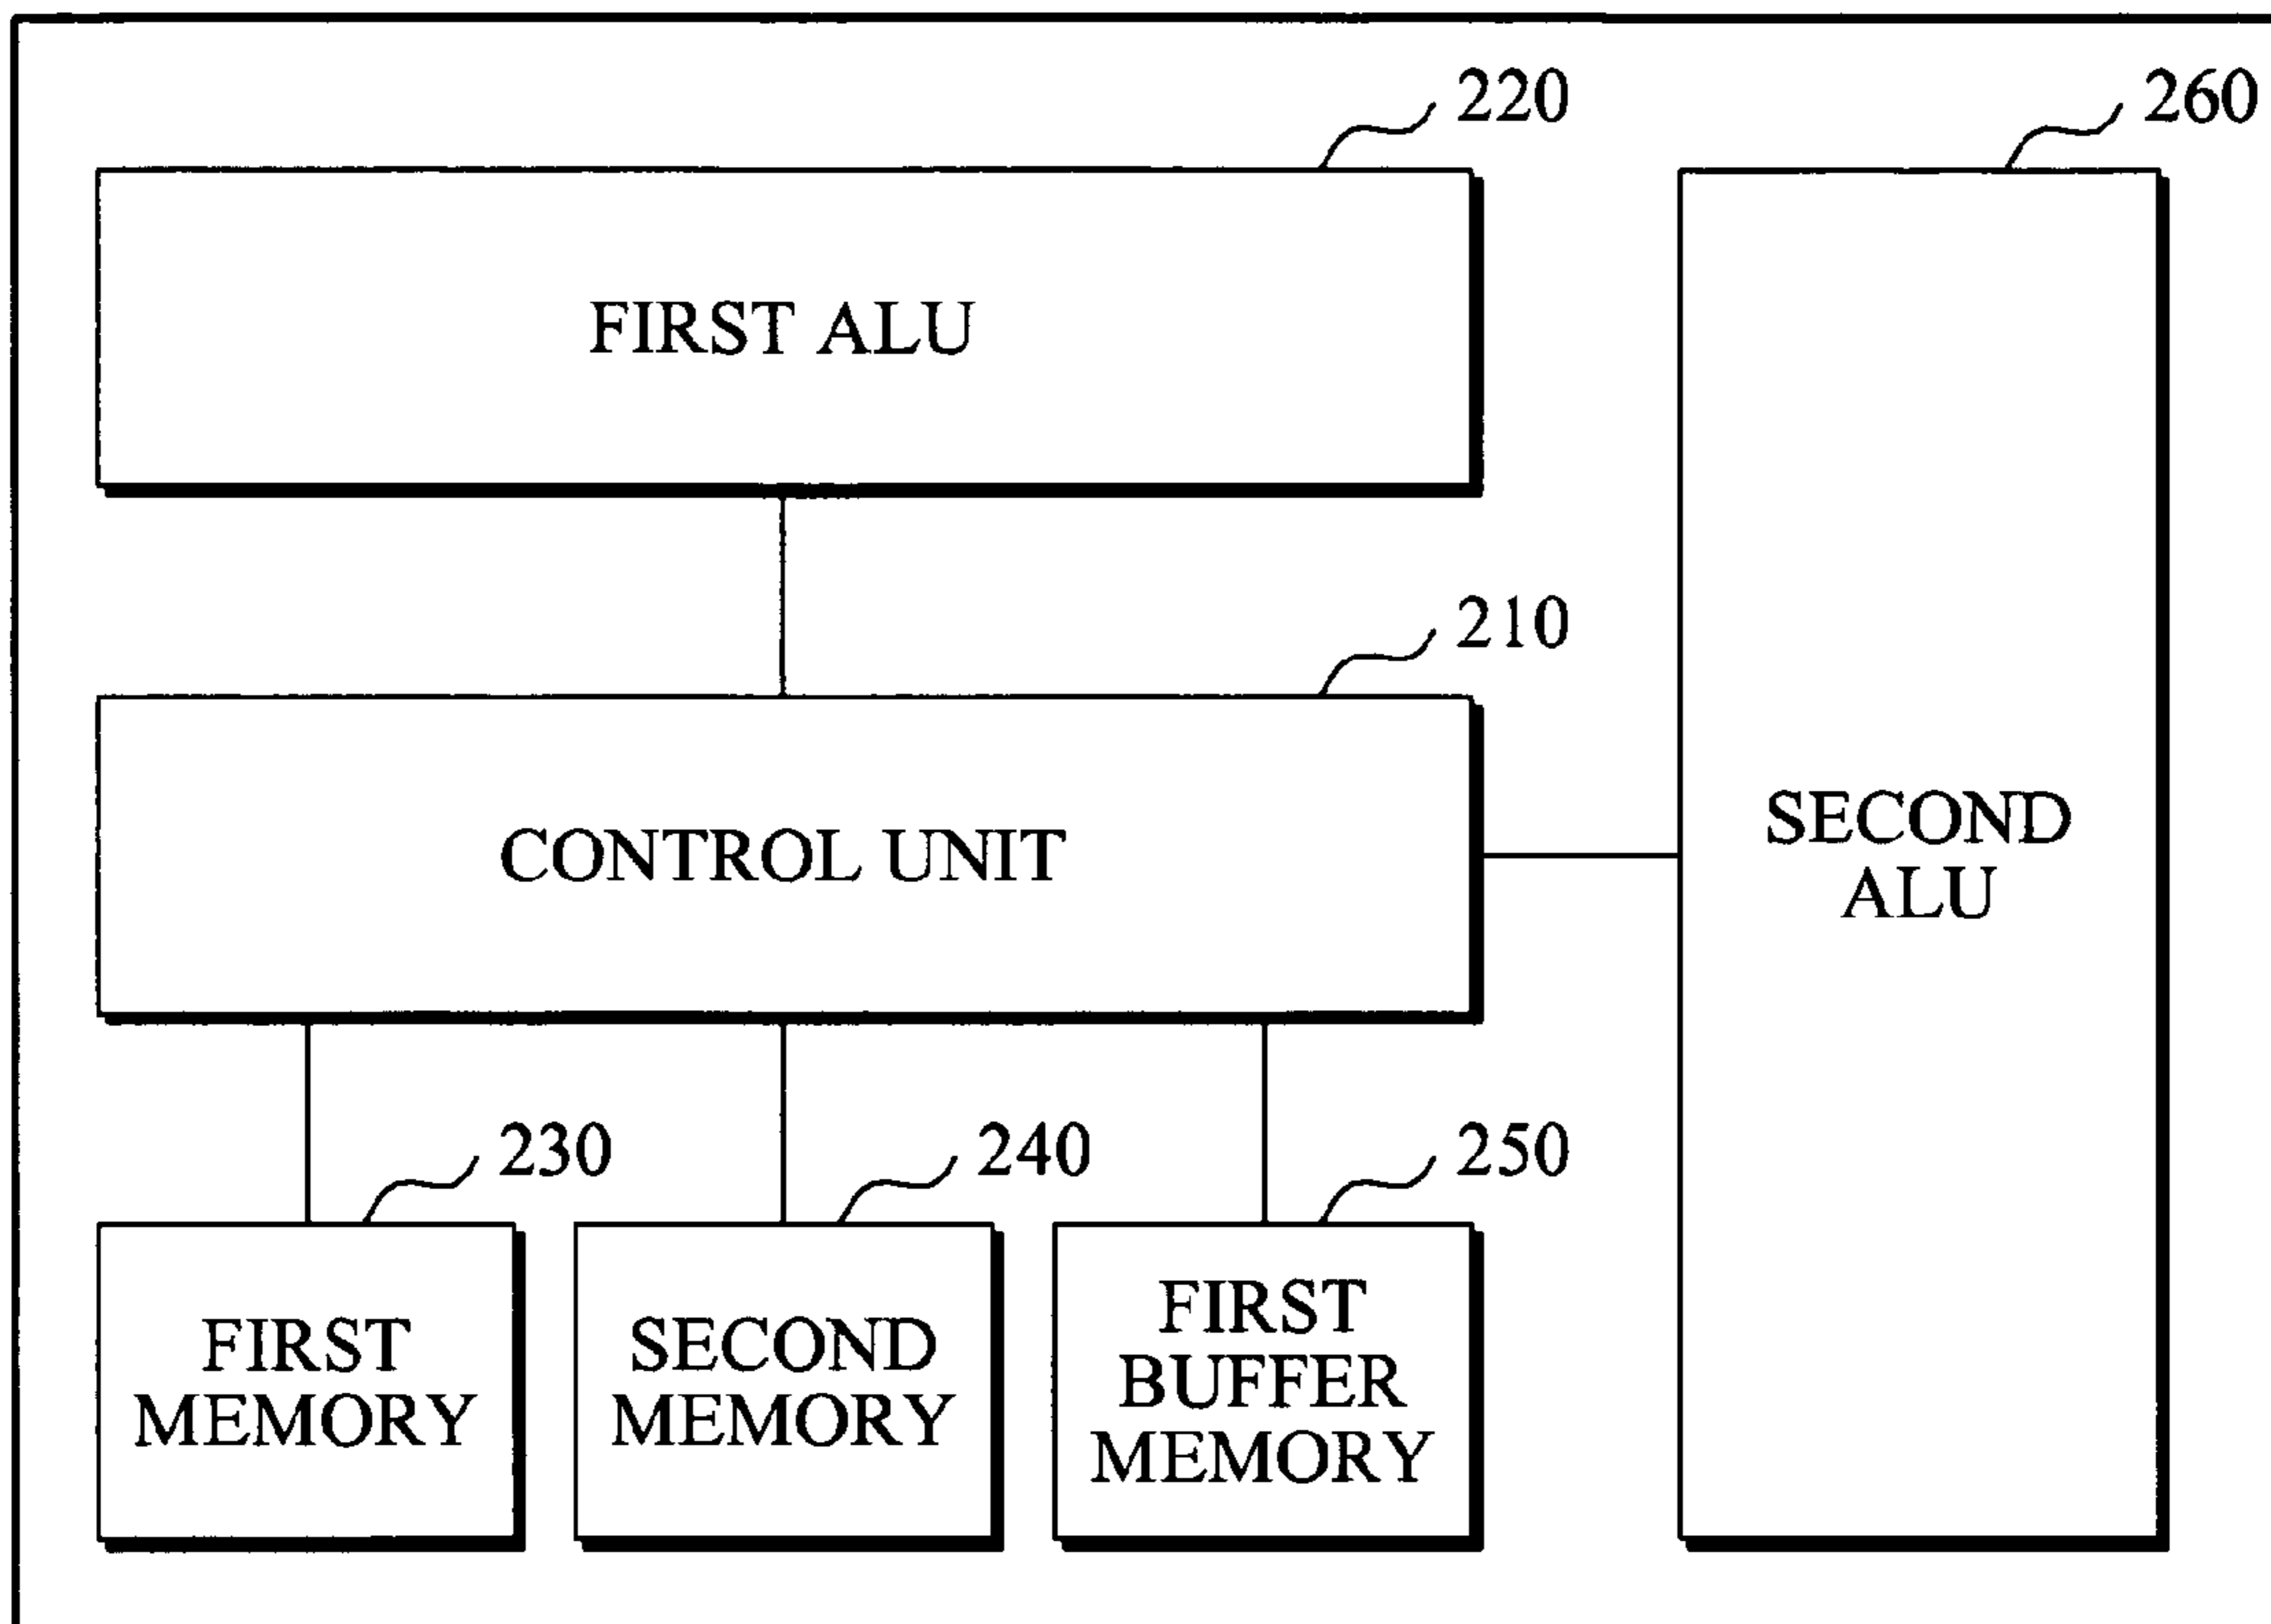 220
260
FIRST ALU
210
CONTROL UNIT
SECOND
ALU
230
240
250
FIRST
MEMORY
SECOND
MEMORY
FIRST
BUFFER
MEMORY